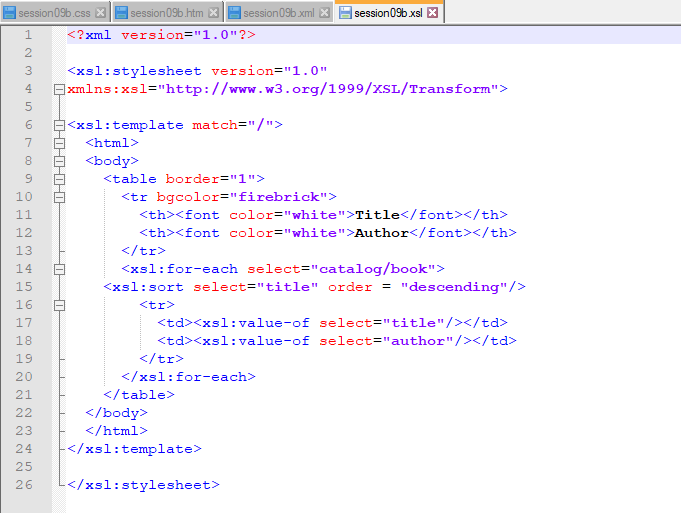 session09b.css session09b.htm session09b.xml session09b.xsl
1 <?xml version="1.0"?>
2
3 <xsl:stylesheet version="1.0"
4 xmlns:xsl="http://www.w3.org/1999/XSL/Transform">
5
6 <xsl:template match="/">
7 <html>
8 <body>
9 <table border="1">
10 <tr bgcolor="firebrick">
11 <th><font color="white">Title</font></th>
12 <th><font color="white">Author</font></th>
13 </tr>
14 <xsl:for-each select="catalog/book">
15 <xsl:sort select="title" order = "descending"/>
16 <tr>
17 <td><xsl:value-of select="title"/></td>
18 <td><xsl:value-of select="author"/></td>
19 </tr>
20 </xsl:for-each>
21 </table>
22 </body>
23 </html>
24 </xsl:template>
25
26 </xsl:stylesheet>